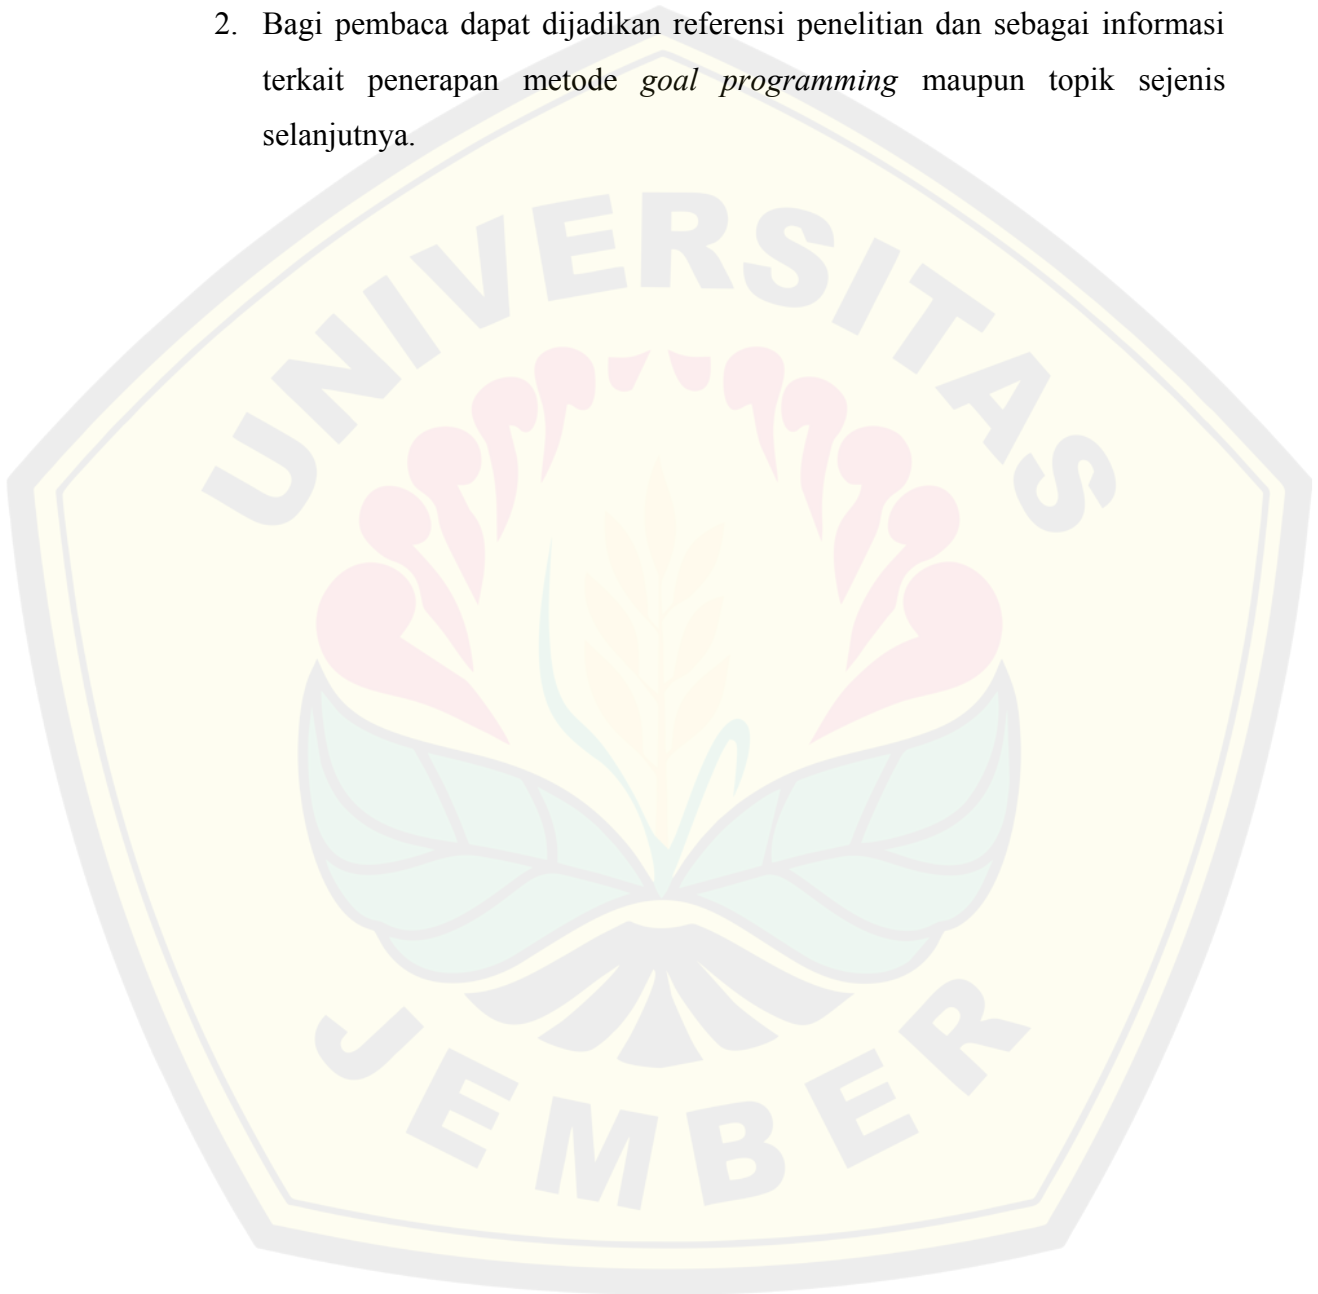 2. Bagi pembaca dapat dijadikan referensi penelitian dan sebagai informasi
terkait penerapan metode goal programming maupun topik sejenis
selanjutnya.
UNIVERSITAS
JEMBER